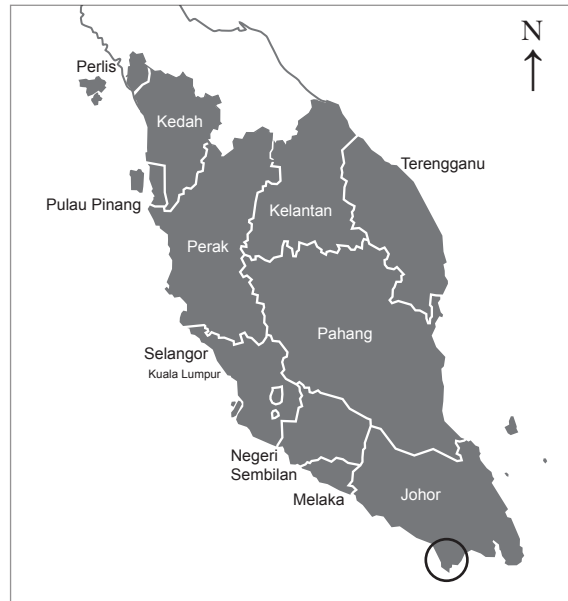 N
Perlis
Kedah
Terengganu
Pulau Pinang
Kelantan
Perak
Pahang
Selangor
Kuala Lumpur
Negeri
Sembilan
Melaka
Johor